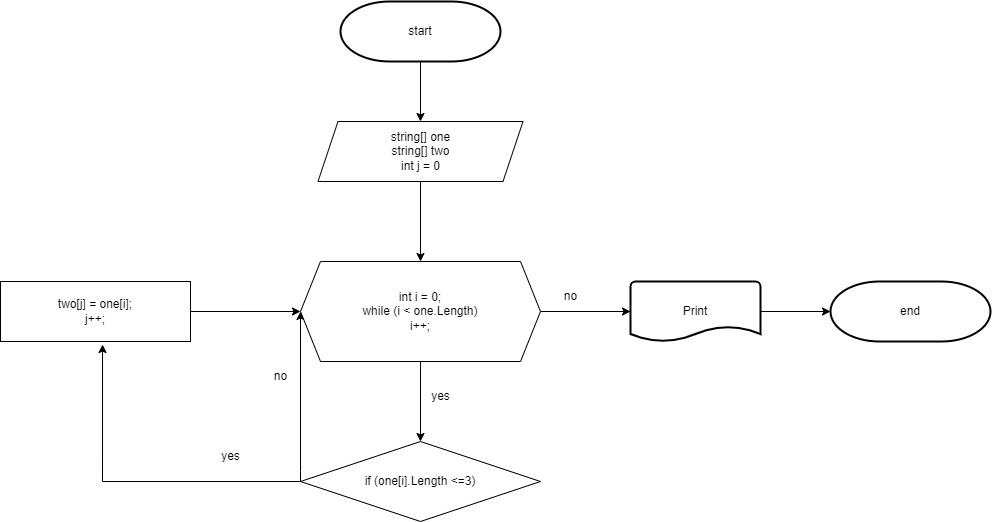 start
string[] one
string[] two
int j = 0
two[j] = one[i];
j++;
int i = 0;
while (i < one.Length)
i++;
no
Print
end
no
yes
yes
if (one[i].Length <=3)